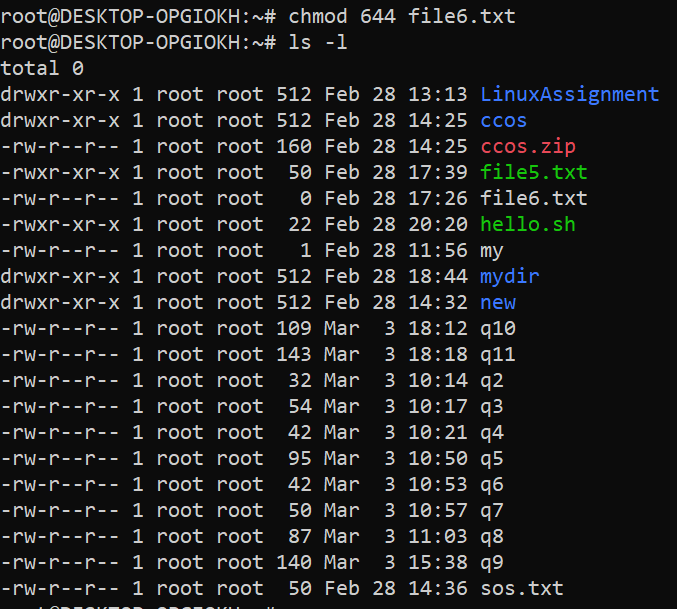 root@DESKTOP-OPGIOKH:~# chmod 644 file6.txt
root@DESKTOP-OPGIOKH:~# ls -l
total 0
drwxr-xr-x 1 root root 512 Feb 28 13:13 LinuxAssignment
drwxr-xr-x 1 root root 512 Feb 28 14:25 ccos
-rw-r--r-- 1 root root 160 Feb 28 14:25 ccos.zip
-rwxr-xr-x 1 root root  50 Feb 28 17:39 file5.txt
-rw-r--r-- 1 root root   0 Feb 28 17:26 file6.txt
-rwxr-xr-x 1 root root  22 Feb 28 20:20 hello.sh
-rw-r--r-- 1 root root   1 Feb 28 11:56 my
drwxr-xr-x 1 root root 512 Feb 28 18:44 mydir
drwxr-xr-x 1 root root 512 Feb 28 14:32 new
-rw-r--r-- 1 root root 109 Mar  3 18:12 q10
-rw-r--r-- 1 root root 143 Mar  3 18:18 q11
-rw-r--r-- 1 root root  32 Mar  3 10:14 q2
-rw-r--r-- 1 root root  54 Mar  3 10:17 q3
-rw-r--r-- 1 root root  42 Mar  3 10:21 q4
-rw-r--r-- 1 root root  95 Mar  3 10:50 q5
-rw-r--r-- 1 root root  42 Mar  3 10:53 q6
-rw-r--r-- 1 root root  50 Mar  3 10:57 q7
-rw-r--r-- 1 root root  87 Mar  3 11:03 q8
-rw-r--r-- 1 root root 140 Mar  3 15:38 q9
-rw-r--r-- 1 root root  50 Feb 28 14:36 sos.txt
root@DESKTOP-OPGIOKH:~#